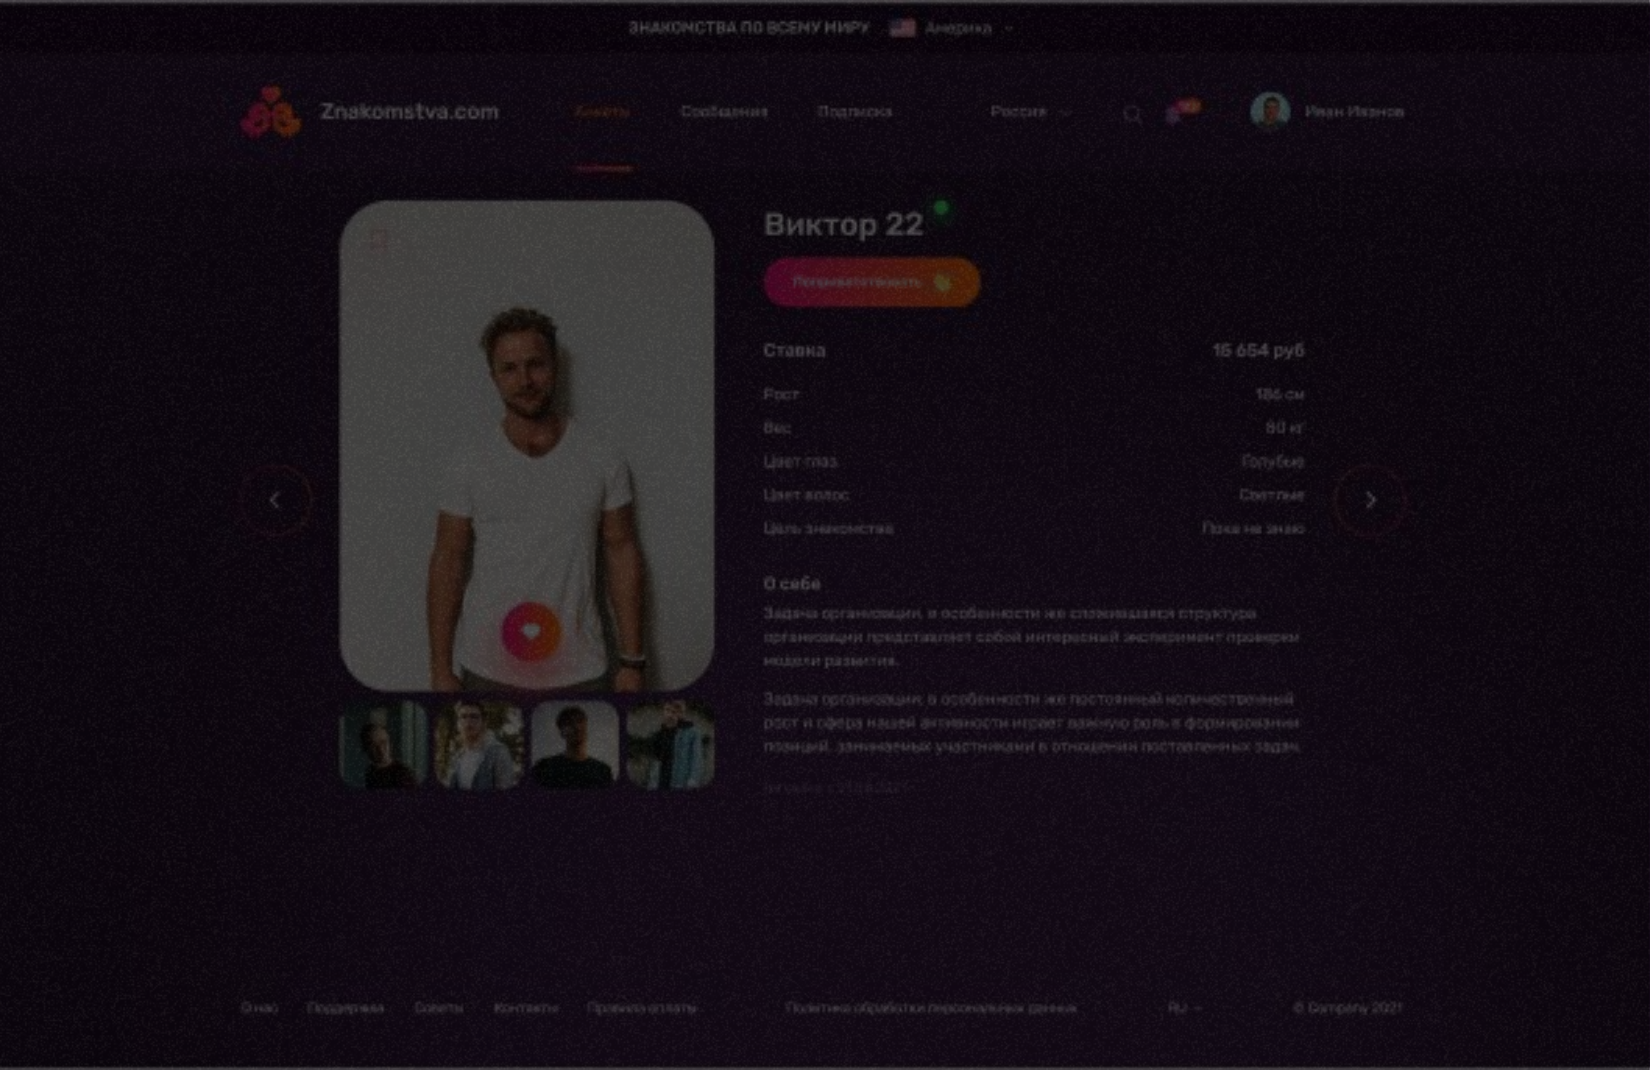 ЗНАКОМСТВА ПО ВСЕМУ МИРУ Америка
Znakomstva.com Анкеты Сообщения Подписка Россия Иван Иванов
Виктор 22
Поприветствовать
Ставка 15 654 руб
Рост 186 см
Вес 80 кг
Цвет глаз Голубые
Цвет волос Светлые
Цель знакомства Пока не знаю
О себе
Задача организации, в особенности же сложившаяся структура
организации представляет собой интересный эксперимент проверки
модели развития.
Задача организации, в особенности же постоянный количественный
рост и сфера нашей активности играет важную роль в формировании
позиций, занимаемых участниками в отношении поставленных задач.
О нас Поддержка Советы Контакты Правила оплаты Политика обработки персональных данных RU © Company 2021